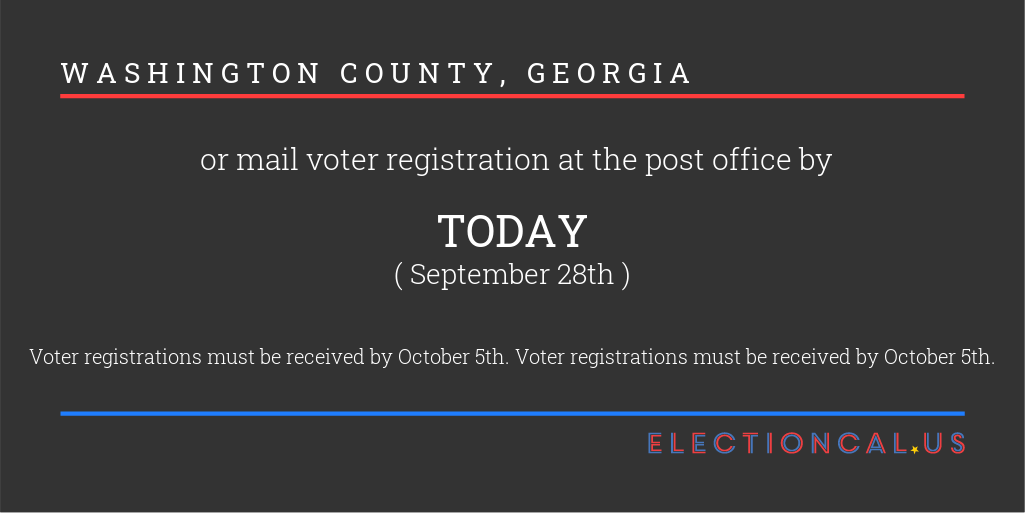 WASHINGTON COUNTY, GEORGIA
or mail voter registration at the post office by
TODAY
( September 28th )
Voter registrations must be received by October 5th. Voter registrations must be received by October 5th.
ELECTIONCAL.US